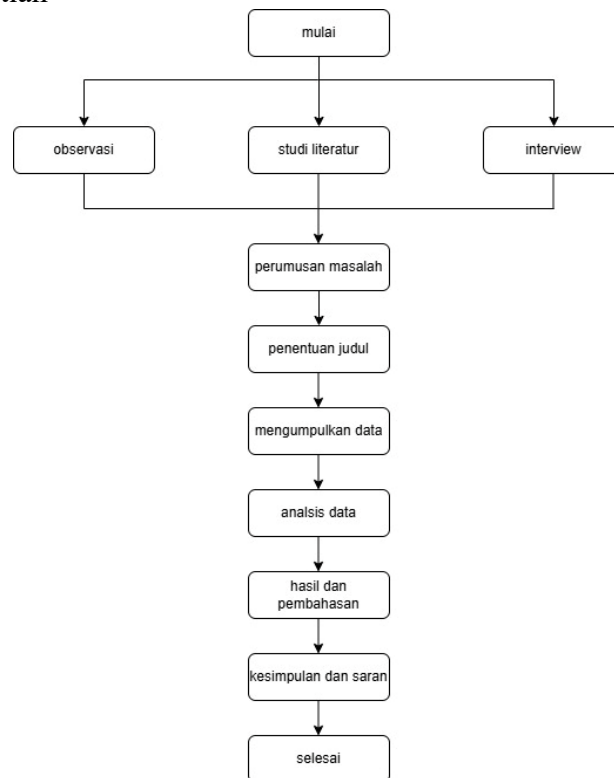 mulai
observasi
studi literatur
interview
perumusan masalah
penentuan judul
mengumpulkan data
analsis data
hasil dan
pembahasan
kesimpulan dan saran
selesai